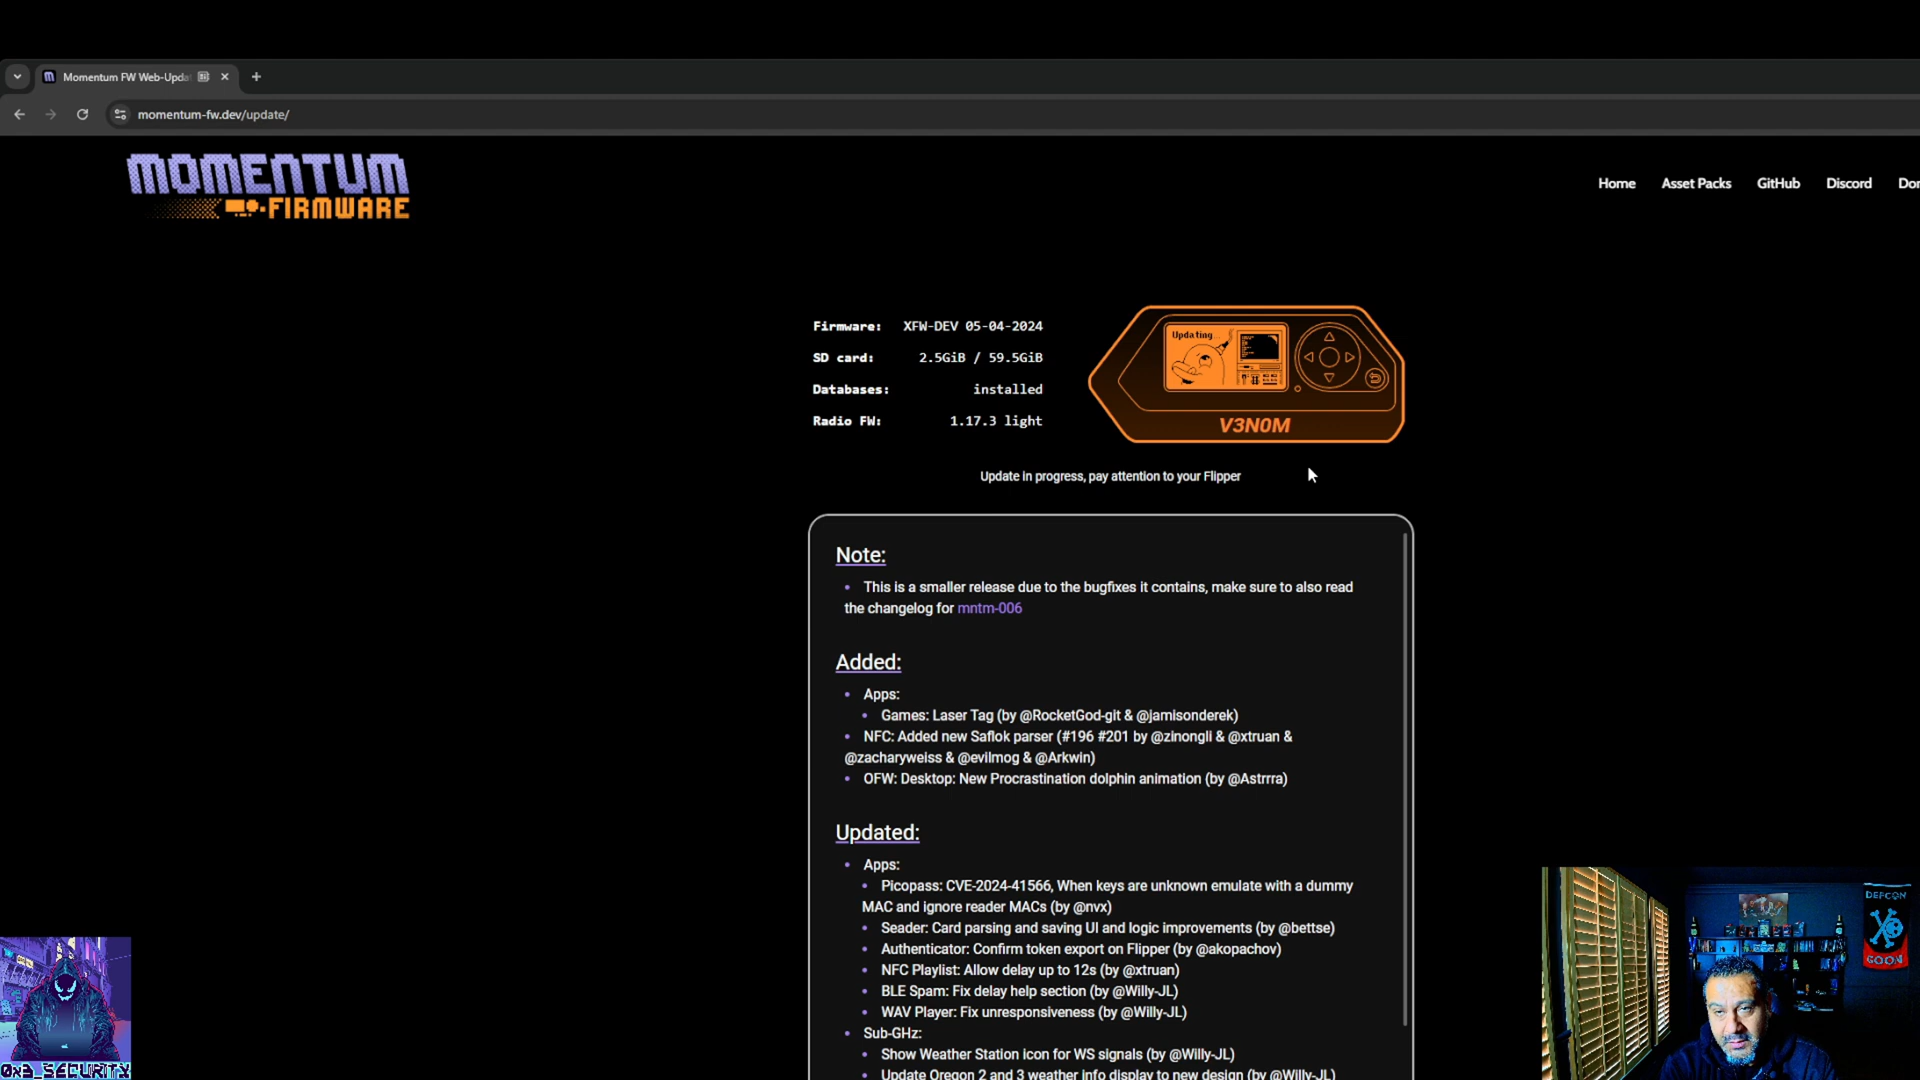 Momentum FW Web-Upda
momentum-fw.dev/update/
MOMENTUM
FIRMWARE
Home
Asset Packs
GitHub
Discord
Don
Firmware: XFW-DEV 05-04-2024
SD card: 2.5GiB / 59.5GiB
Databases: installed
Radio FW: 1.17.3 light
Updating
V3N0M
Update in progress, pay attention to your Flipper
Note:
This is a smaller release due to the bugfixes it contains, make sure to also read
the changelog for mntm-006
Added:
Apps:
Games: Laser Tag (by @RocketGod-git & @jamisonderek)
NFC: Added new Saflok parser (#196 #201 by @zinongli & @xtruan &
@zacharyweiss & @evilmog & @Arkwin)
OFW: Desktop: New Procrastination dolphin animation (by @Astrrra)
Updated:
Apps:
Picopass: CVE-2024-41566, When keys are unknown emulate with a dummy
MAC and ignore reader MACs (by @nvx)
Seader: Card parsing and saving UI and logic improvements (by @bettse)
Authenticator: Confirm token export on Flipper (by @akopachov)
NFC Playlist: Allow delay up to 12s (by @xtruan)
BLE Spam: Fix delay help section (by @Willy-JL)
WAV Player: Fix unresponsiveness (by @Willy-JL)
Sub-GHz:
Show Weather Station icon for WS signals (by @Willy-JL)
Update Oregon 2 and 3 weather info display to new design (by @Willy-JL)
DEFCON
GOON
0x3_SECURITY